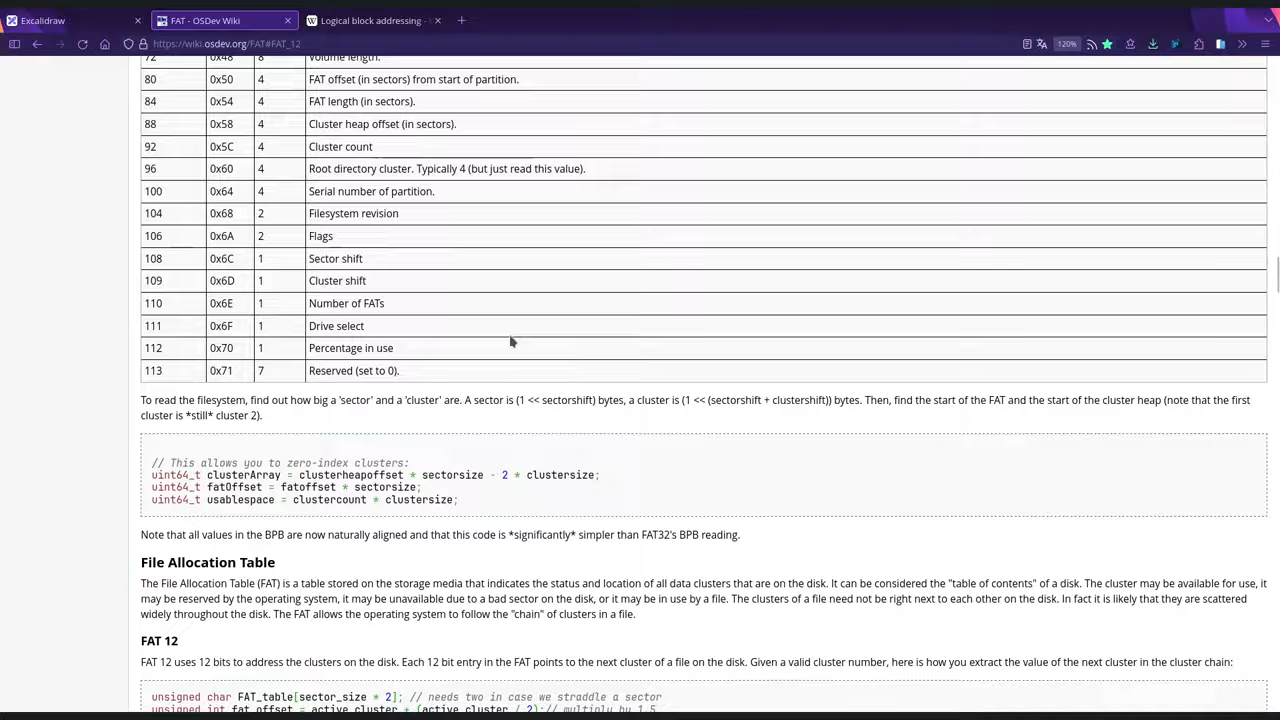 Excalidraw
FAT - OSDev Wiki
Logical block addressing -
https://wiki.osdev.org/FAT#FAT_12
120%
72 0x48 8 Volume length.
80 0x50 4 FAT offset (in sectors) from start of partition.
84 0x54 4 FAT length (in sectors).
88 0x58 4 Cluster heap offset (in sectors).
92 0x5C 4 Cluster count
96 0x60 4 Root directory cluster. Typically 4 (but just read this value).
100 0x64 4 Serial number of partition.
104 0x68 2 Filesystem revision
106 0x6A 2 Flags
108 0x6C 1 Sector shift
109 0x6D 1 Cluster shift
110 0x6E 1 Number of FATs
111 0x6F 1 Drive select
112 0x70 1 Percentage in use
113 0x71 7 Reserved (set to 0).
To read the filesystem, find out how big a 'sector' and a 'cluster' are. A sector is (1 << sectorshift) bytes, a cluster is (1 << (sectorshift + clustershift)) bytes. Then, find the start of the FAT and the start of the cluster heap (note that the first
cluster is *still* cluster 2).
// This allows you to zero-index clusters:
uint64_t clusterArray = clusterheapoffset * sectorsize - 2 * clustersize;
uint64_t fatOffset = fatoffset * sectorsize;
uint64_t usablespace = clustercount * clustersize;
Note that all values in the BPB are now naturally aligned and that this code is *significantly* simpler than FAT32's BPB reading.
File Allocation Table
The File Allocation Table (FAT) is a table stored on the storage media that indicates the status and location of all data clusters that are on the disk. It can be considered the "table of contents" of a disk. The cluster may be available for use, it
may be reserved by the operating system, it may be unavailable due to a bad sector on the disk, or it may be in use by a file. The clusters of a file need not be right next to each other on the disk. In fact it is likely that they are scattered
widely throughout the disk. The FAT allows the operating system to follow the "chain" of clusters in a file.
FAT 12
FAT 12 uses 12 bits to address the clusters on the disk. Each 12 bit entry in the FAT points to the next cluster of a file on the disk. Given a valid cluster number, here is how you extract the value of the next cluster in the cluster chain:
unsigned char FAT_table[sector_size * 2]; // needs two in case we straddle a sector
unsigned int fat_offset = active_cluster + (active_cluster / 2);// multiply by 1.5